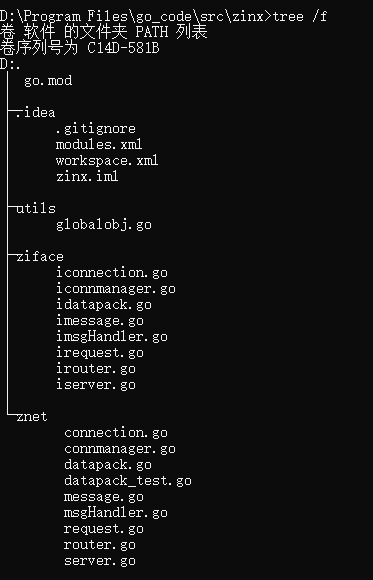 D:\Program Files\go_code\src\zinx>tree /f
卷 软件 的文件夹 PATH 列表
卷序列号为 C14D-581B
D:.
go.mod
.idea
.gitignore
modules.xml
workspace.xml
zinx.iml
utils
globalobj.go
ziface
iconnection.go
iconnmanager.go
idatapack.go
imessage.go
imsgHandler.go
irequest.go
irouter.go
iserver.go
znet
connection.go
connmanager.go
datapack.go
datapack_test.go
message.go
msgHandler.go
request.go
router.go
server.go